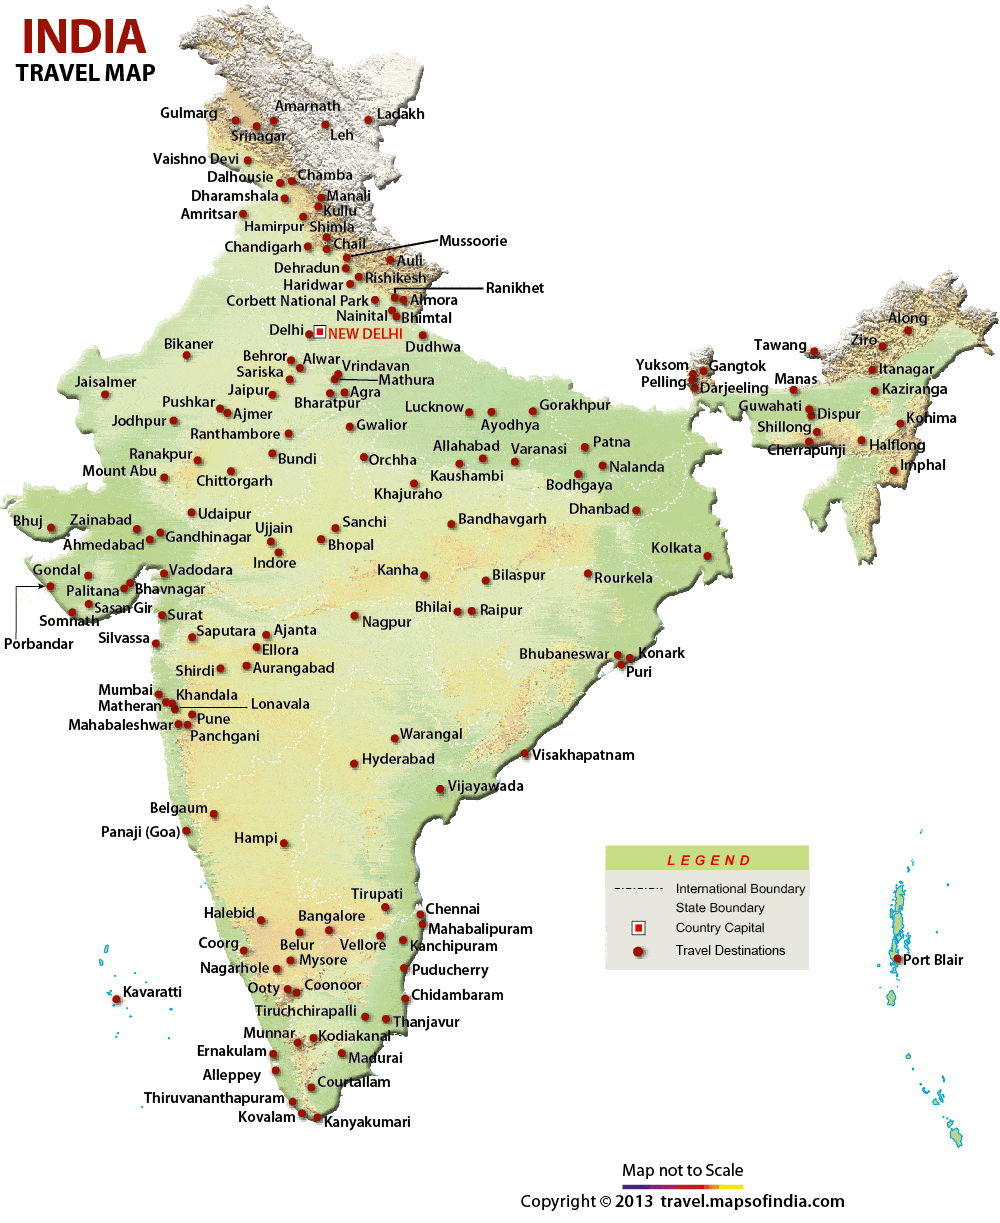 INDIA
TRAVEL MAP
Gulmarg
Amarnath
Ladakh
Srinagar
Leh
Vaishno Devi
Dalhousie
Chamba
Dharamshala
Manali
Kullu
Amritsar
Hamirpur
Shimla
Chandigarh
Chail
Mussoorie
Auli
Dehradun
Rishikesh
Haridwar
Ranikhet
Corbett National Park
Almora
Nainital
Bhimtal
Delhi
NEW DELHI
Dudhwa
Along
Tawang
Ziro
Bikaner
Behror
Alwar
Vrindavan
Yuksom
Gangtok
Itanagar
Sariska
Mathura
Pelling
Darjeeling
Manas
Kaziranga
Jaisalmer
Jaipur
Bharatpur
Agra
Pushkar
Ajmer
Lucknow
Gorakhpur
Guwahati
Dispur
Jodhpur
Gwalior
Ayodhya
Shillong
Kohima
Ranthambore
Allahabad
Varanasi
Patna
Cherrapunji
Halflong
Ranakpur
Bundi
Orchha
Mount Abu
Chittorgarh
Kaushambi
Nalanda
Imphal
Khajuraho
Bodhgaya
Udaipur
Dhanbad
Bhuj
Zainabad
Ujjain
Sanchi
Bandhavgarh
Ahmedabad
Gandhinagar
Bhopal
Kolkata
Indore
Gondal
Vadodara
Kanha
Bilaspur
Rourkela
Palitana
Bhavnagar
Sasan Gir
Somnath
Surat
Bhilai
Raipur
Porbandar
Silvassa
Saputara
Ajanta
Nagpur
Ellora
Bhubaneswar
Konark
Shirdi
Aurangabad
Puri
Mumbai
Khandala
Matheran
Lonavala
Mahabaleshwar
Pune
Panchgani
Warangal
Hyderabad
Visakhapatnam
Vijayawada
Belgaum
Panaji (Goa)
Hampi
LEGEND
International Boundary
State Boundary
Country Capital
Travel Destinations
Tirupati
Halebid
Bangalore
Chennai
Mahabalipuram
Coorg
Belur
Vellore
Kanchipuram
Nagarhole
Mysore
Puducherry
Port Blair
Kavaratti
Ooty
Coonoor
Chidambaram
Tiruchchirapalli
Thanjavur
Munnar
Kodiakanal
Ernakulam
Madurai
Alleppey
Courtallam
Thiruvananthapuram
Kovalam
Kanyakumari
Map not to Scale
Copyright © 2013 travel.mapsofindia.com